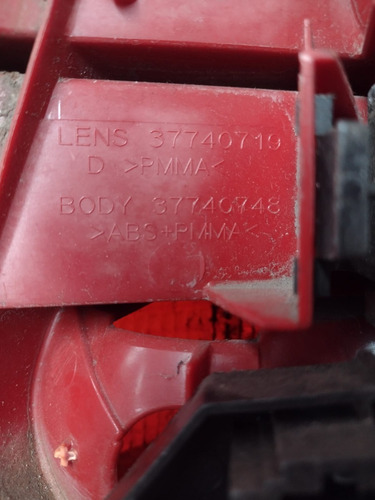 LENS 37740719
D >PMMA<
BODY 37740748
>ABS+PMMA<